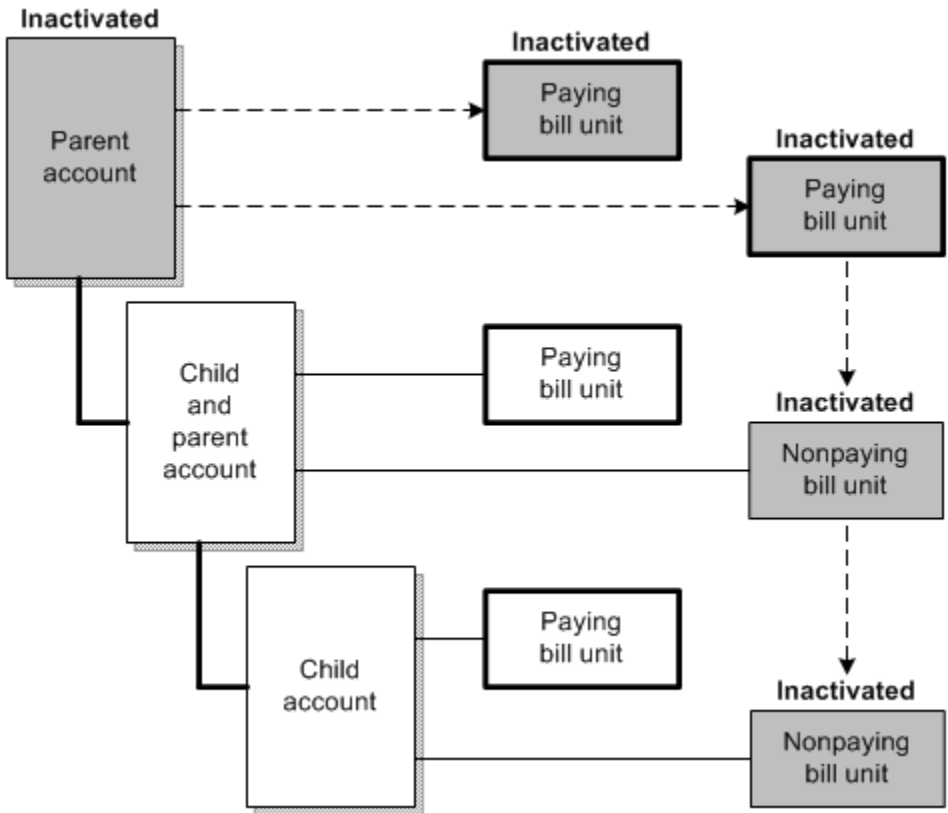 Inactivated
Inactivated
Paying
bill unit
Inactivated
Parent
account
Paying
bill unit
Child
and
parent
account
Paying
bill unit
Inactivated
Nonpaying
bill unit
Child
account
Paying
bill unit
Inactivated
Nonpaying
bill unit